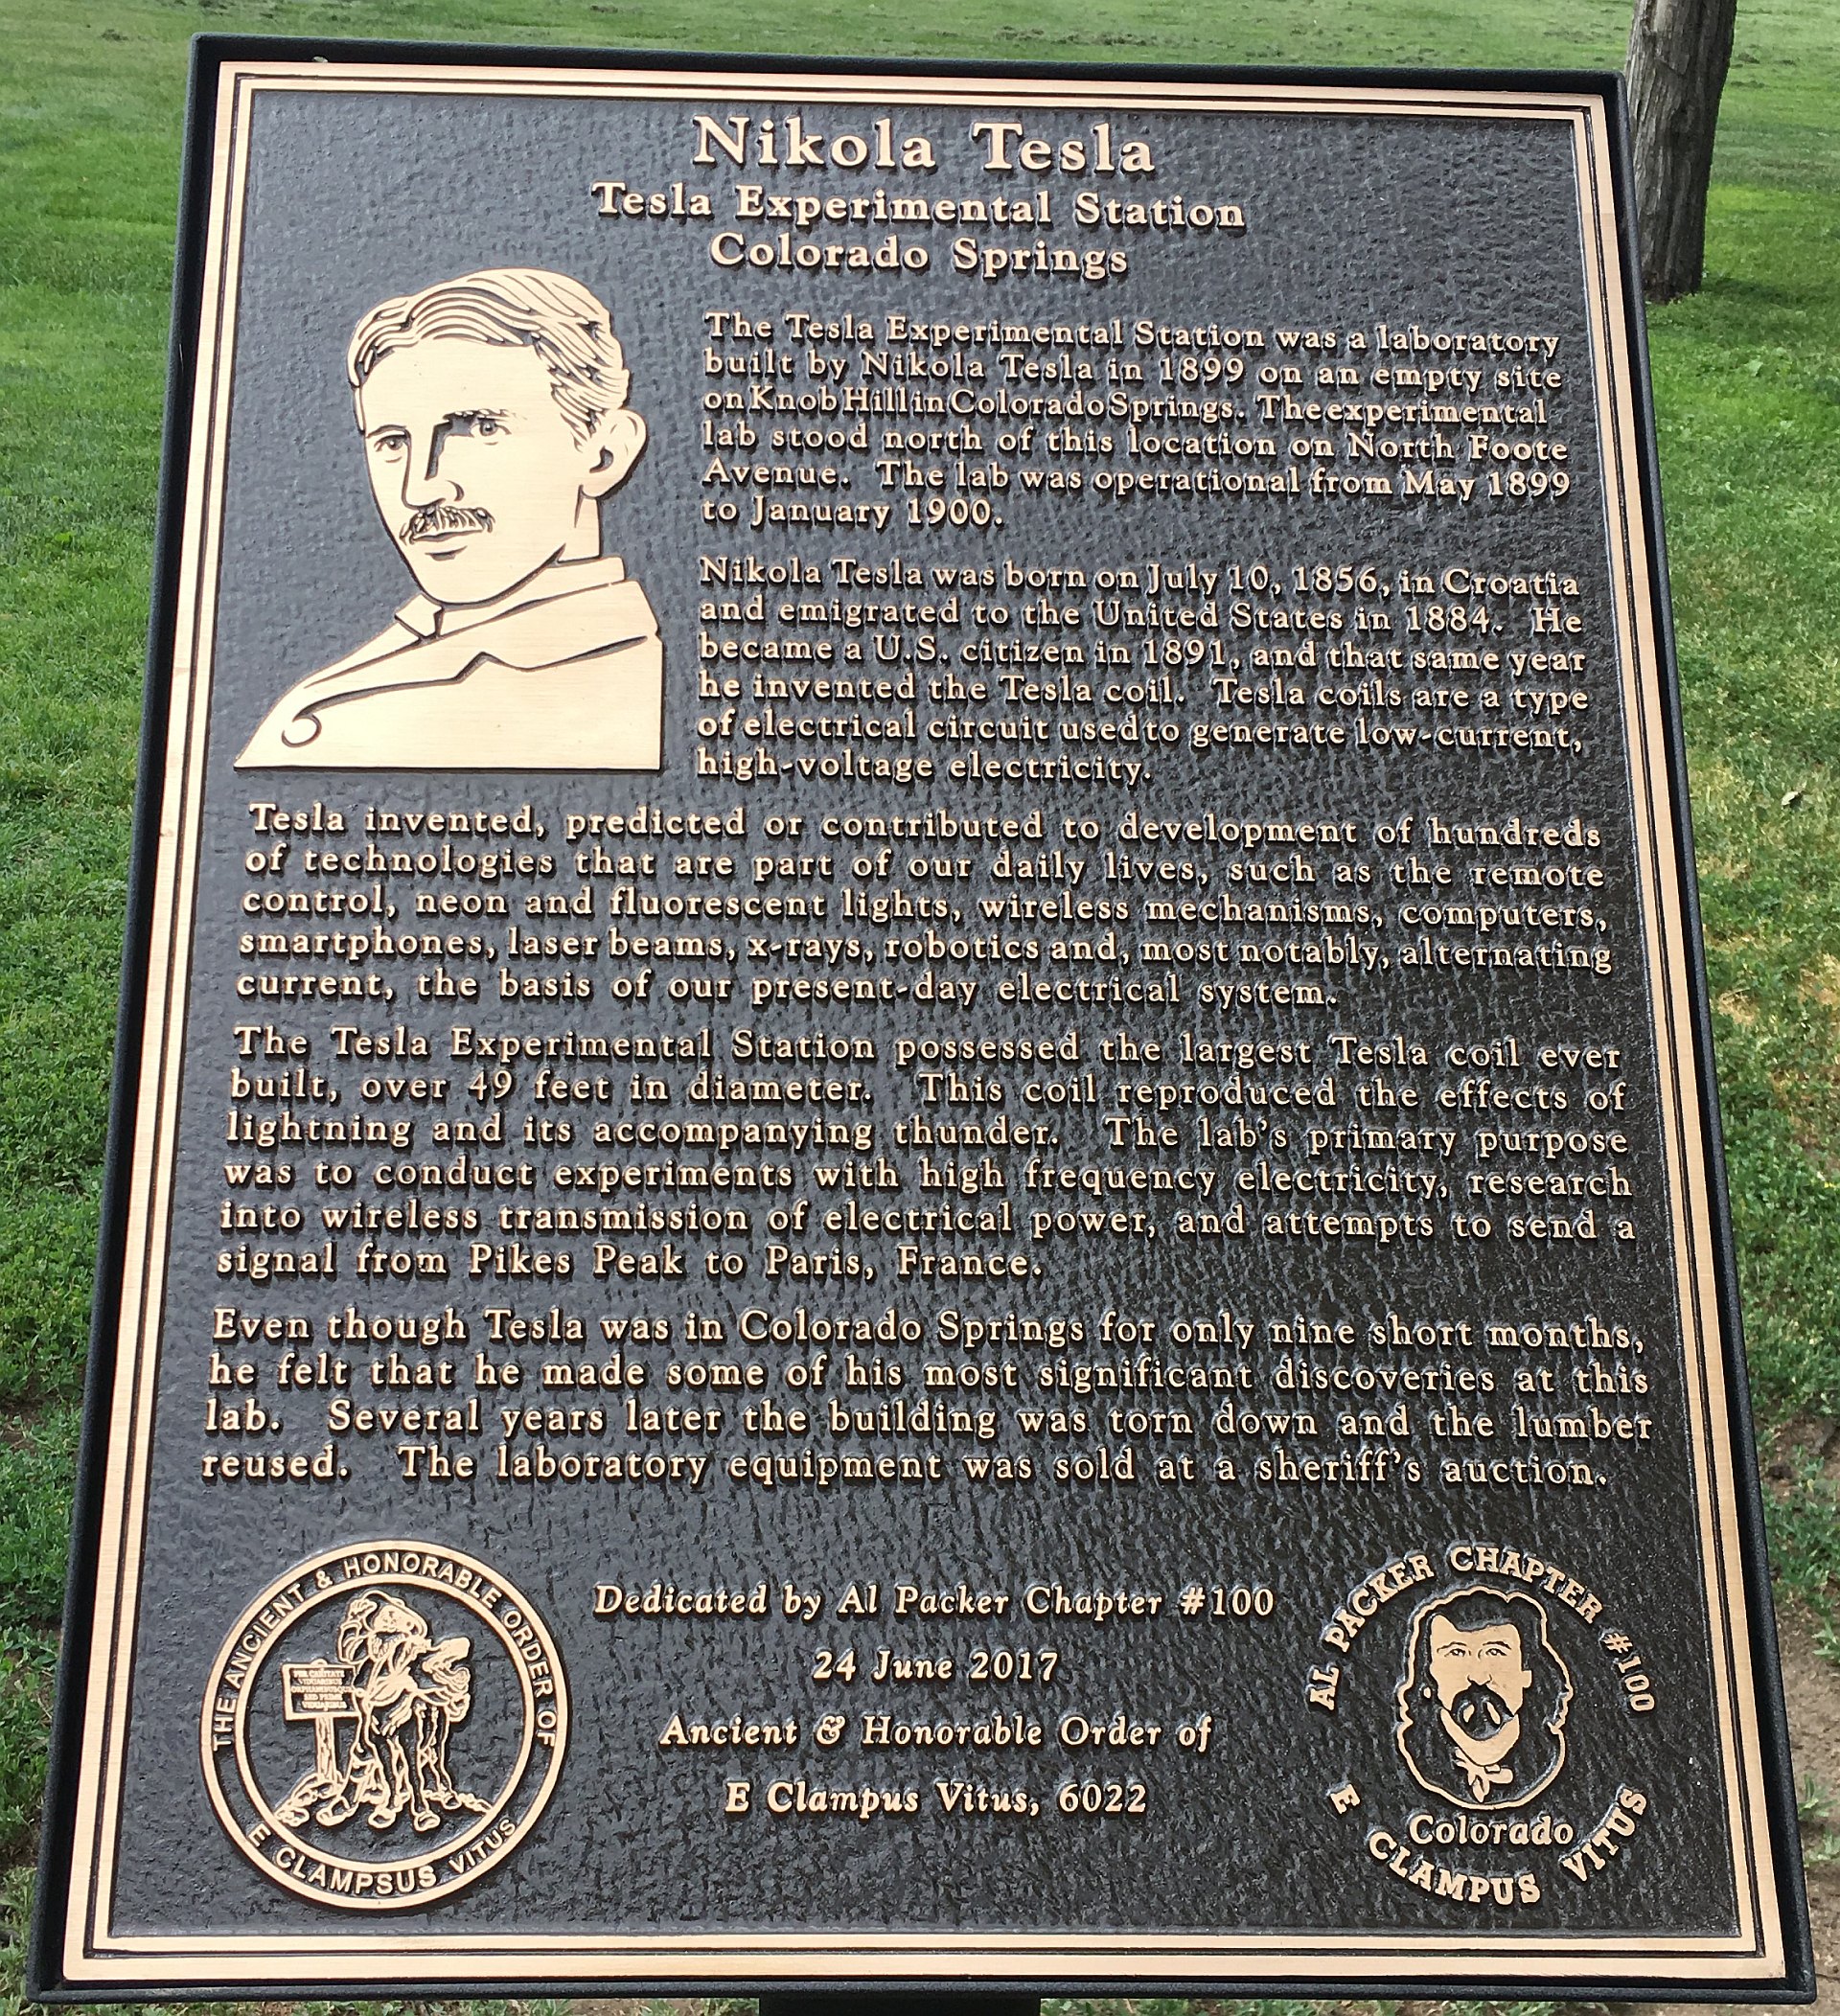 Nikola Tesla
Tesla Experimental Station
Colorado Springs
The Tesla Experimental Station was a laboratory
built by Nikola Tesla in 1899 on an empty site
on Knob Hill in Colorado Springs. The experimental
lab stood north of this location on North Foote
Avenue. The lab was operational from May 1899
to January 1900.
Nikola Tesla was born on July 10, 1856, in Croatia
and emigrated to the United States in 1884. He
became a U.S. citizen in 1891, and that same year
he invented the Tesla coil. Tesla coils are a type
of electrical circuit used to generate low-current,
high-voltage electricity.
Tesla invented, predicted or contributed to development of hundreds
of technologies that are part of our daily lives, such as the remote
control, neon and fluorescent lights, wireless mechanisms, computers,
smartphones, laser beams, x-rays, robotics and, most notably, alternating
current, the basis of our present-day electrical system.
The Tesla Experimental Station possessed the largest Tesla coil ever
built, over 49 feet in diameter. This coil reproduced the effects of
lightning and its accompanying thunder. The lab's primary purpose
was to conduct experiments with high frequency electricity, research
into wireless transmission of electrical power, and attempts to send a
signal from Pikes Peak to Paris, France.
Even though Tesla was in Colorado Springs for only nine short months,
he felt that he made some of his most significant discoveries at this
lab. Several years later the building was torn down and the lumber
reused. The laboratory equipment was sold at a sheriff's auction.
THE ANCIENT & HONORABLE ORDER OF
E CLAMPSUS VITUS
Dedicated by Al Packer Chapter #100
24 June 2017
Ancient & Honorable Order of
E Clampus Vitus, 6022
AL PACKER CHAPTER #100
Colorado
E CLAMPUS VITUS